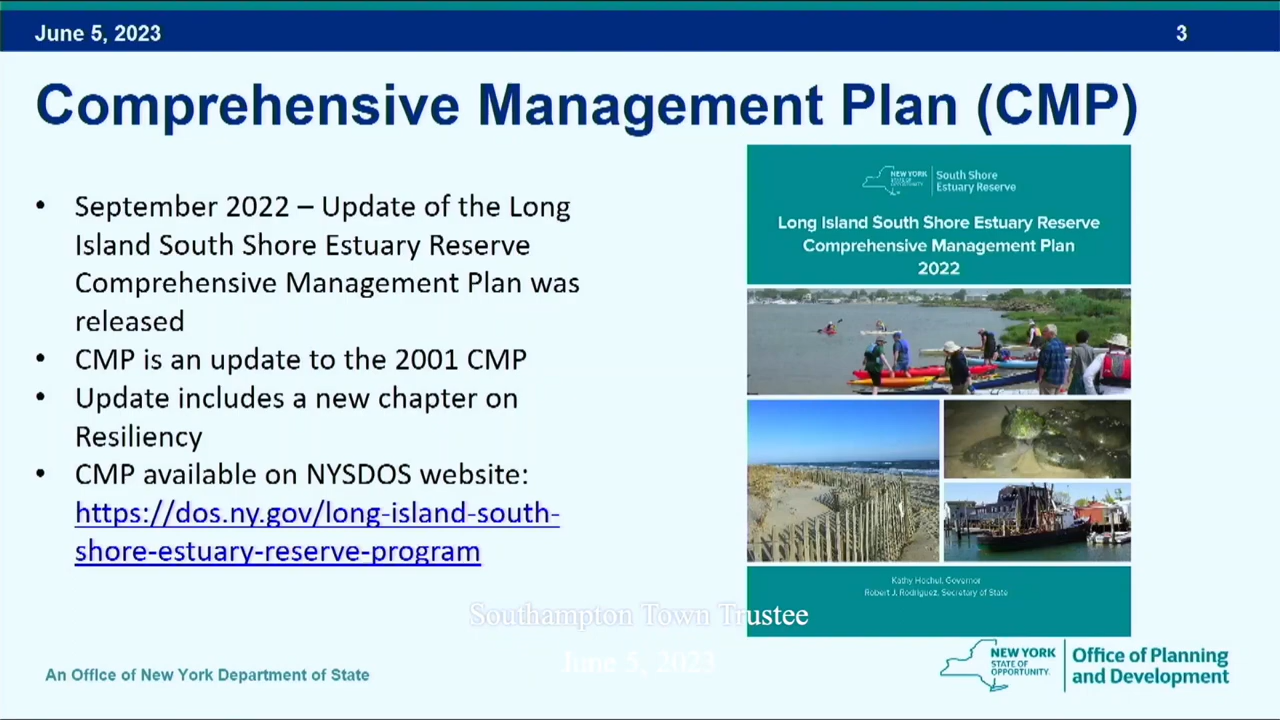 June 5, 2023
3
Comprehensive Management Plan (CMP)
• September 2022 – Update of the Long
Island South Shore Estuary Reserve
Comprehensive Management Plan was
released
• CMP is an update to the 2001 CMP
• Update includes a new chapter on
Resiliency
• CMP available on NYSDOS website:
https://dos.ny.gov/long-island-south-
shore-estuary-reserve-program
NEW YORK
STATE OF
OPPORTUNITY.
South Shore
Estuary Reserve
Long Island South Shore Estuary Reserve
Comprehensive Management Plan
2022
Kathy Hochul, Governor
Robert J. Rodriguez, Secretary of State
Southampton Town Trustee
June 5, 2023
An Office of New York Department of State
NEW YORK
STATE OF
OPPORTUNITY.
Office of Planning
and Development